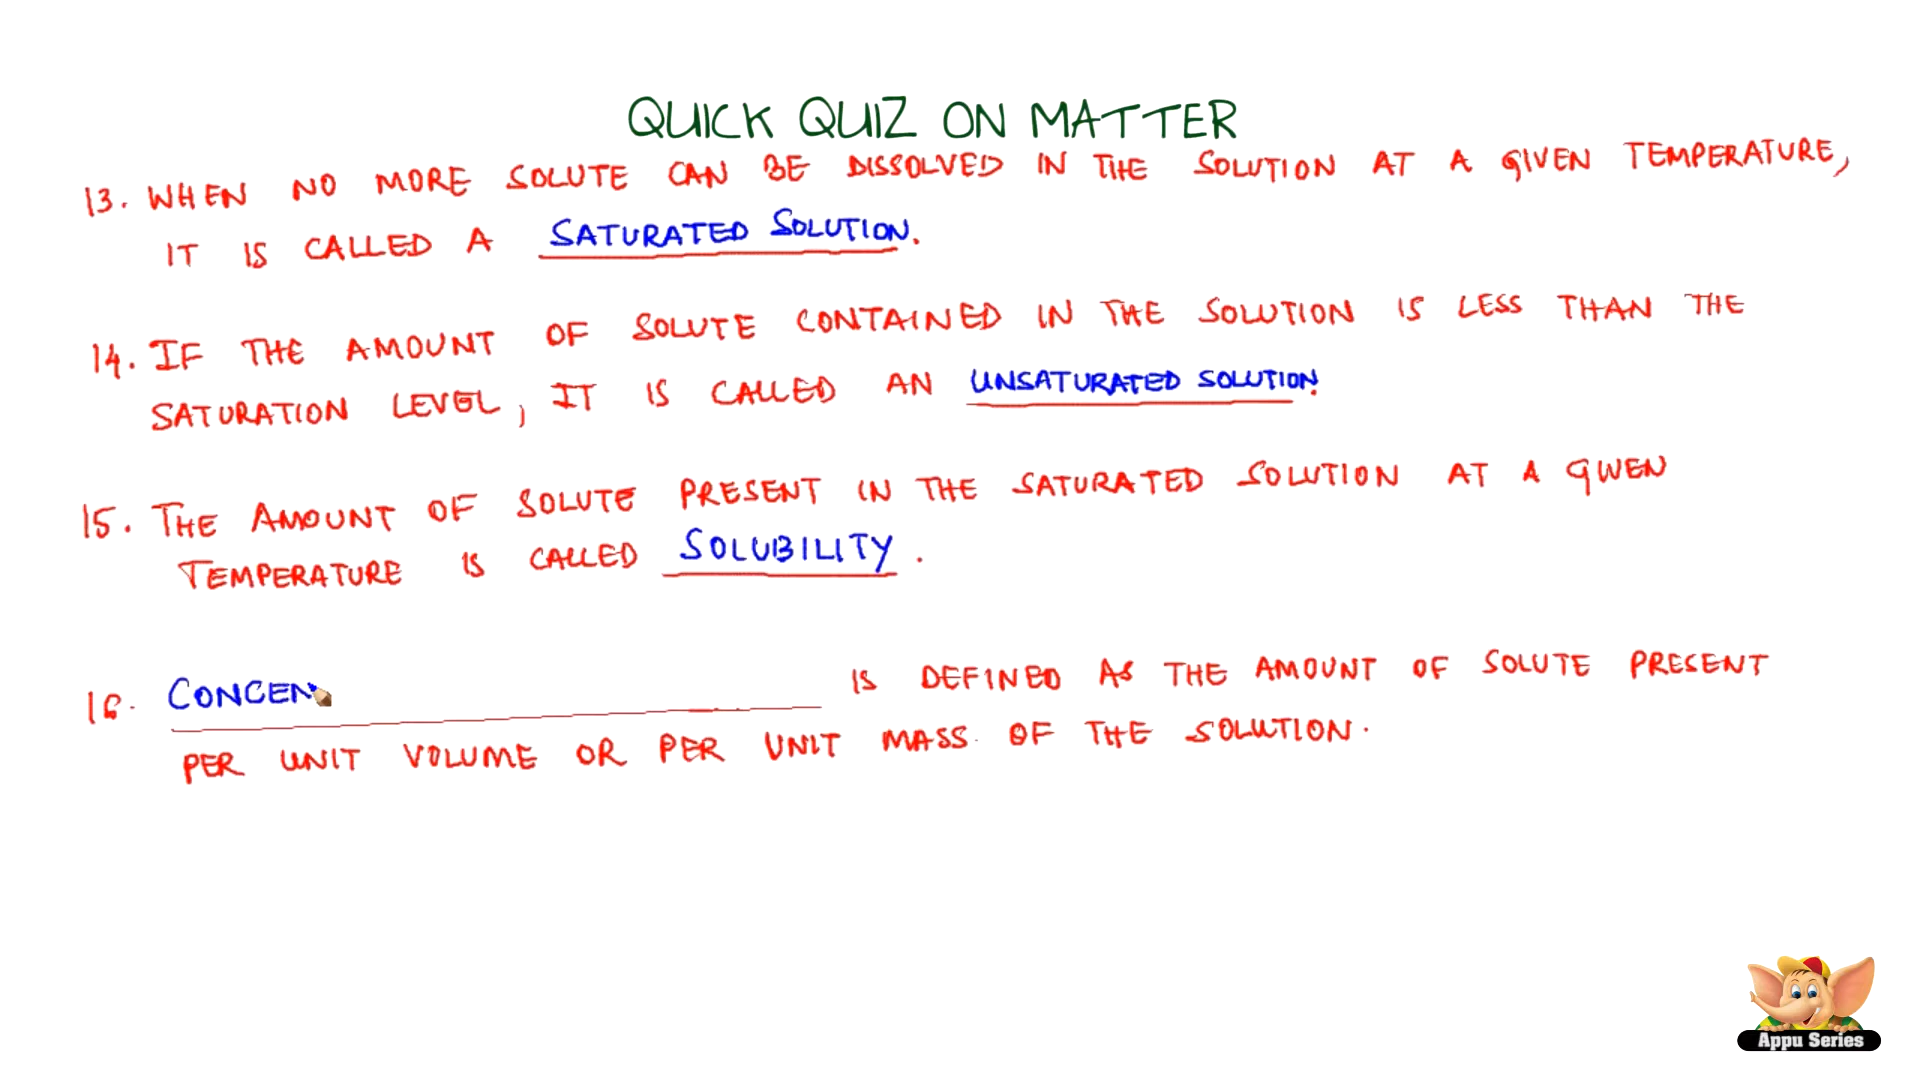 QUICK QUIZ ON MATTER
13. WHEN NO MORE SOLUTE CAN BE DISSOLVED IN THE SOLUTION AT A GIVEN TEMPERATURE,
IT IS CALLED A SATURATED SOLUTION.
14. IF THE AMOUNT OF SOLUTE CONTAINED IN THE SOLUTION IS LESS THAN THE
SATURATION LEVEL, IT IS CALLED AN UNSATURATED SOLUTION.
15. THE AMOUNT OF SOLUTE PRESENT IN THE SATURATED SOLUTION AT A GIVEN
TEMPERATURE IS CALLED SOLUBILITY.
16. CONCEN IS DEFINED AS THE AMOUNT OF SOLUTE PRESENT
PER UNIT VOLUME OR PER UNIT MASS OF THE SOLUTION.
Appu Series